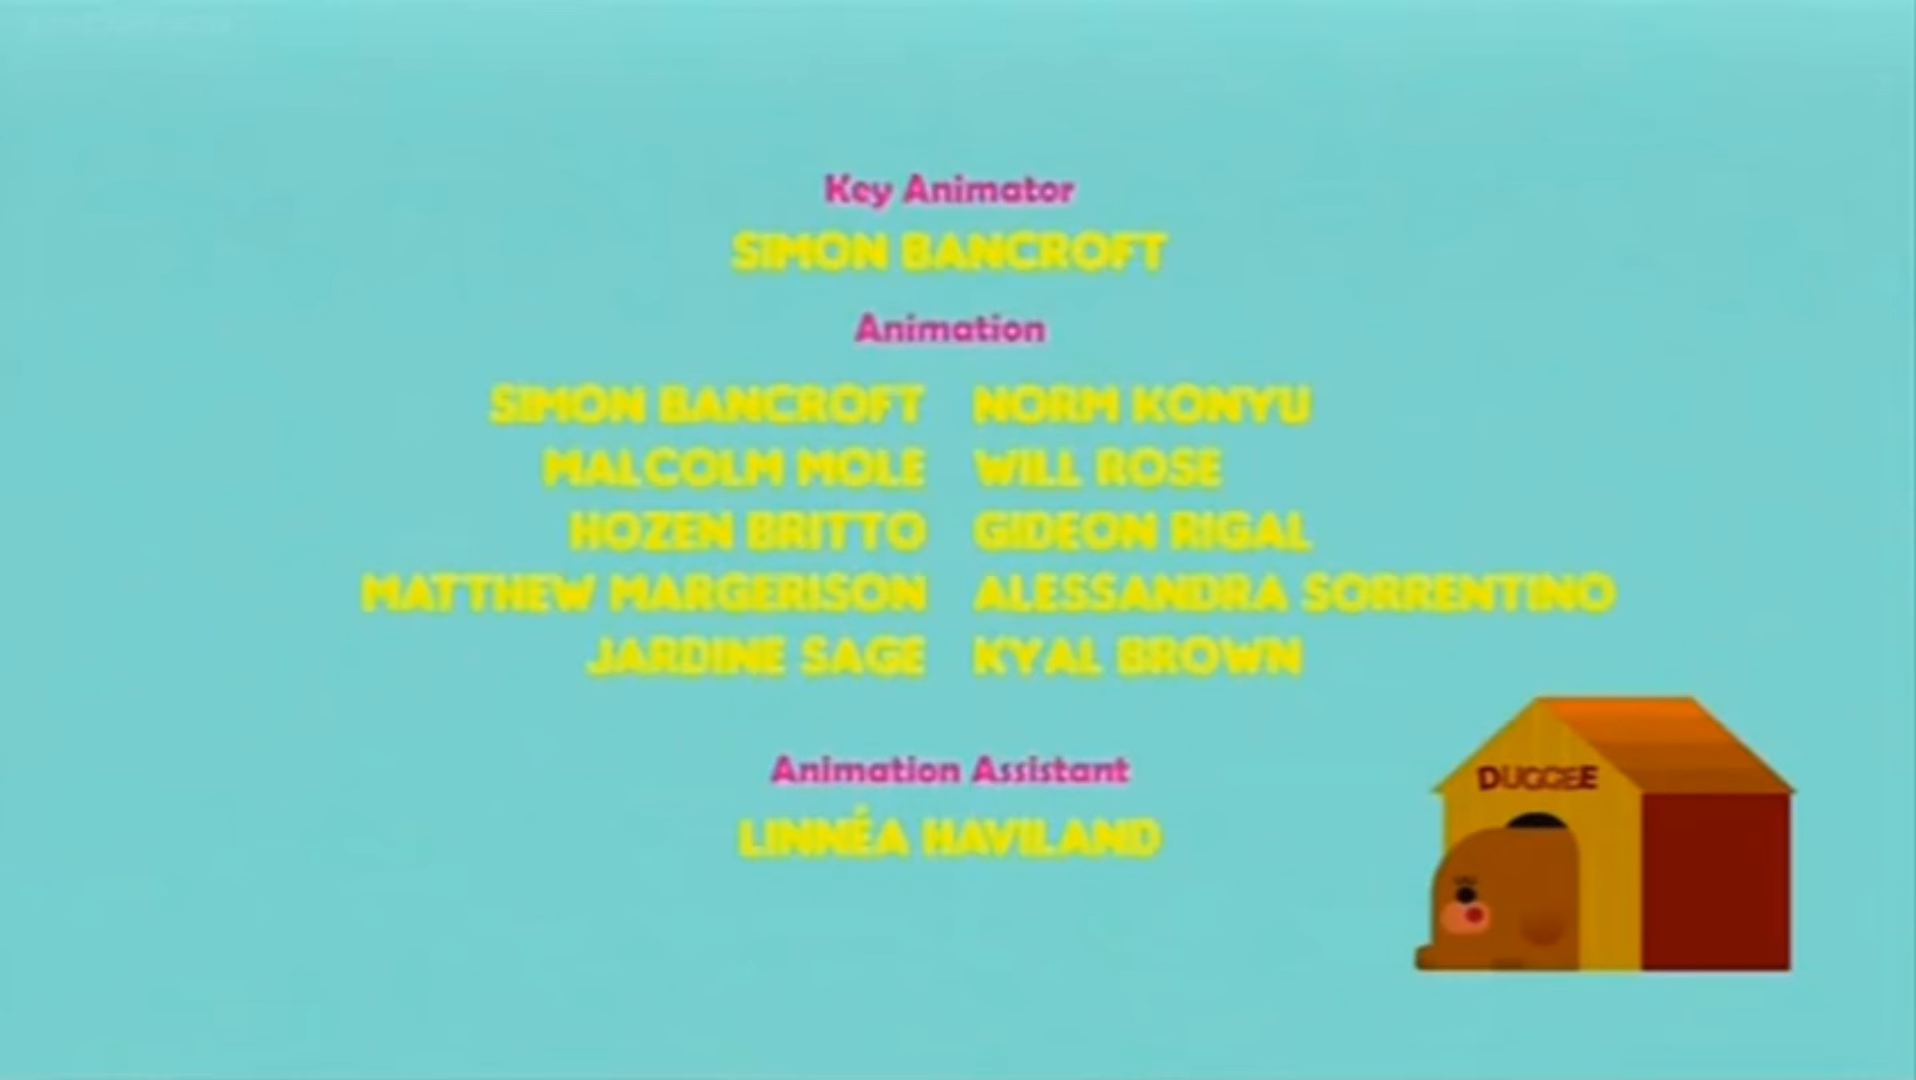 Key Animator
SIMON BANCROFT
Animation
SIMON BANCROFT NORM KONYU
MALCOLM MOLE WILL ROSE
HOZEN BRITTO GIDEON RIGAL
MATTHEW MARGERISON ALESSANDRA SORRENTINO
JARDINE SAGE KYAL BROWN
Animation Assistant
LINNÉA HAVILAND
DUGGEE